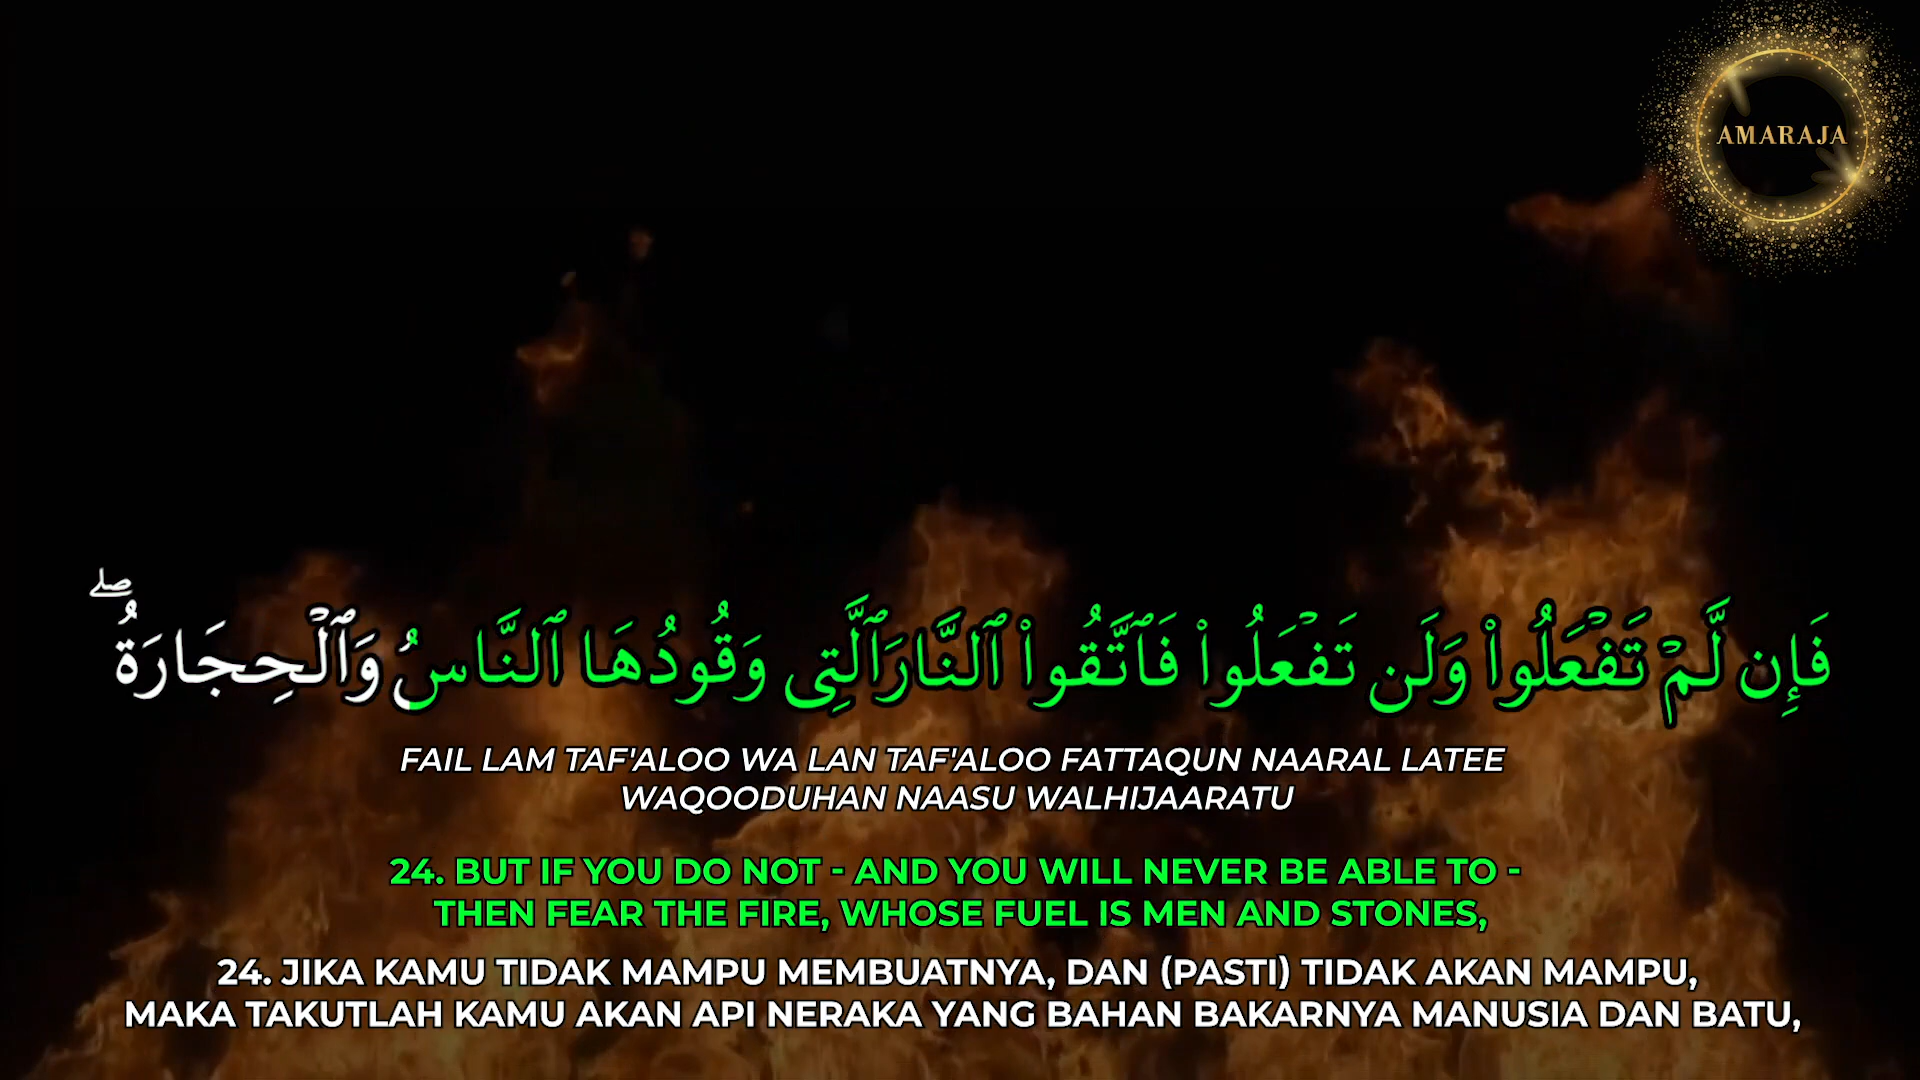 AMARAJA
فَإِن لَّمْ تَفْعَلُوا۟ وَلَن تَفْعَلُوا۟ فَٱتَّقُوا۟ ٱلنَّارَٱلَّتِى وَقُودُهَا ٱلنَّاسُ وَٱلْحِجَارَةُ ۖ
FAIL LAM TAF'ALOO WA LAN TAF'ALOO FATTAQUN NAARAL LATEE
WAQOODUHAN NAASU WALHIJAARATU
24. BUT IF YOU DO NOT - AND YOU WILL NEVER BE ABLE TO -
THEN FEAR THE FIRE, WHOSE FUEL IS MEN AND STONES,
24. JIKA KAMU TIDAK MAMPU MEMBUATNYA, DAN (PASTI) TIDAK AKAN MAMPU,
MAKA TAKUTLAH KAMU AKAN API NERAKA YANG BAHAN BAKARNYA MANUSIA DAN BATU,